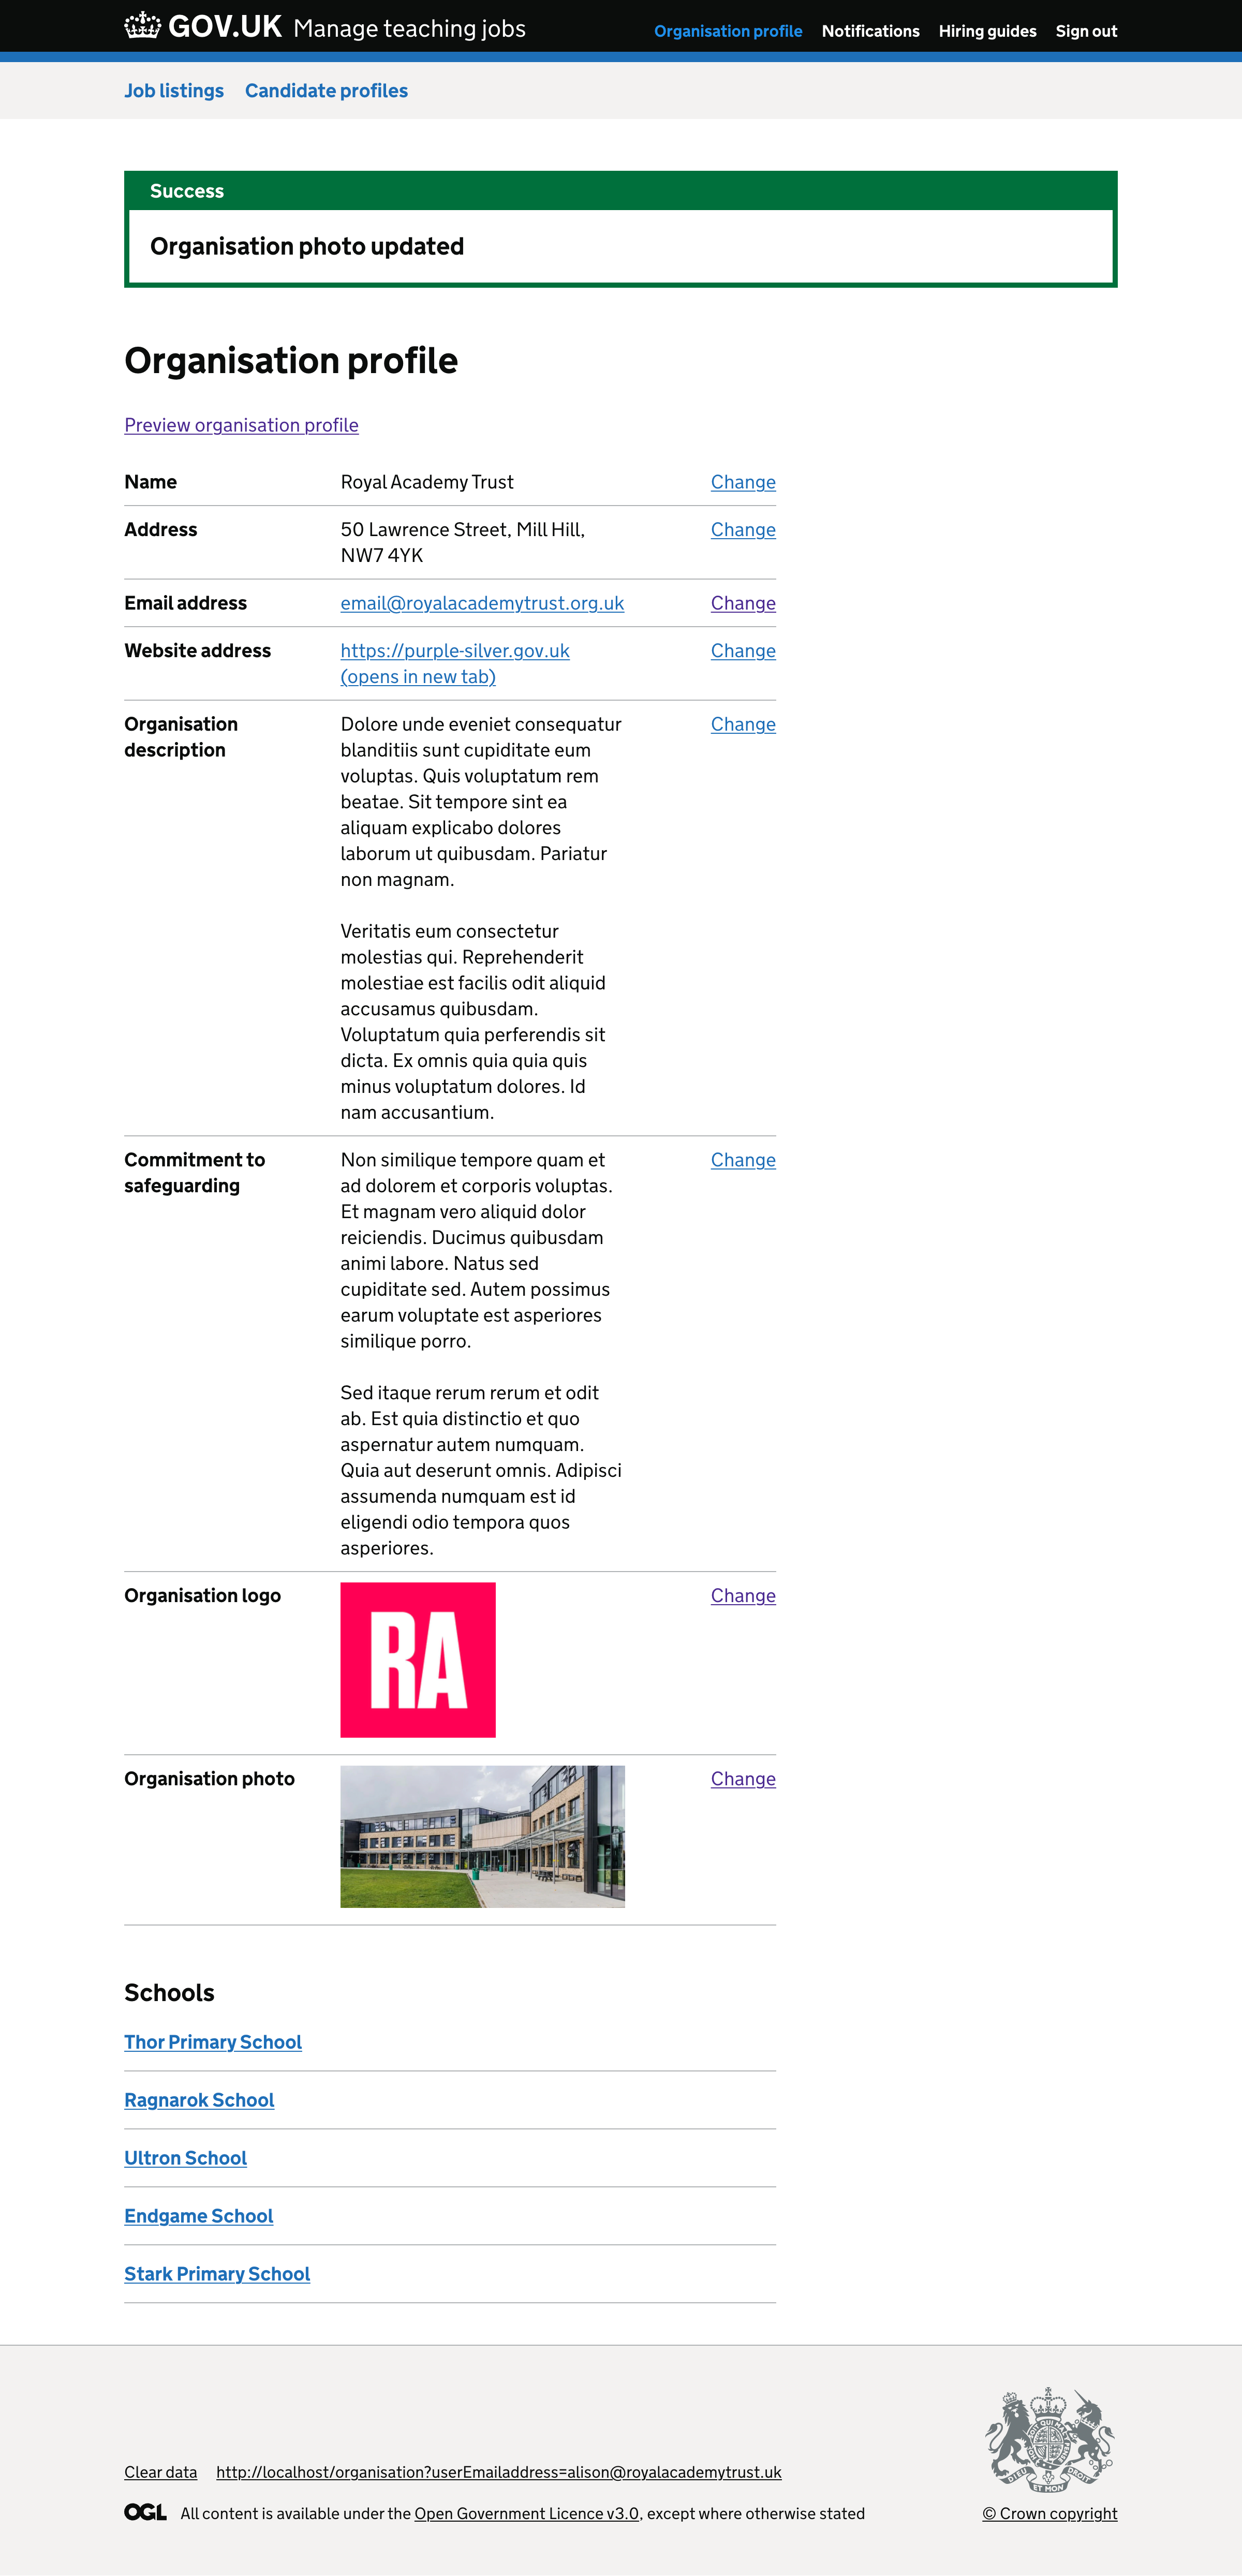 GOV.UK Manage teaching jobs
Organisation profile Notifications Hiring guides Sign out
Job listings Candidate profiles
Success
Organisation photo updated
Organisation profile
Preview organisation profile
Name Royal Academy Trust Change
Address 50 Lawrence Street, Mill Hill, Change
NW7 4YK
Email address email@royalacademytrust.org.uk Change
Website address https://purple-silver.gov.uk Change
(opens in new tab)
Organisation Dolore unde eveniet consequatur Change
description blanditiis sunt cupiditate eum
voluptas. Quis voluptatum rem
beatae. Sit tempore sint ea
aliquam explicabo dolores
laborum ut quibusdam. Pariatur
non magnam.
Veritatis eum consectetur
molestias qui. Reprehenderit
molestiae est facilis odit aliquid
accusamus quibusdam.
Voluptatum quia perferendis sit
dicta. Ex omnis quia quia quis
minus voluptatum dolores. Id
nam accusantium.
Commitment to Non similique tempore quam et Change
safeguarding ad dolorem et corporis voluptas.
Et magnam vero aliquid dolor
reiciendis. Ducimus quibusdam
animi labore. Natus sed
cupiditate sed. Autem possimus
earum voluptate est asperiores
similique porro.
Sed itaque rerum rerum et odit
ab. Est quia distinctio et quo
aspernatur autem numquam.
Quia aut deserunt omnis. Adipisci
assumenda numquam est id
eligendi odio tempora quos
asperiores.
Organisation logo RA Change
Organisation photo Change
Schools
Thor Primary School
Ragnarok School
Ultron School
Endgame School
Stark Primary School
Clear data http://localhost/organisation?userEmailaddress=alison@royalacademytrust.uk
DIEU ET MON DROIT
OGL All content is available under the Open Government Licence v3.0, except where otherwise stated
© Crown copyright